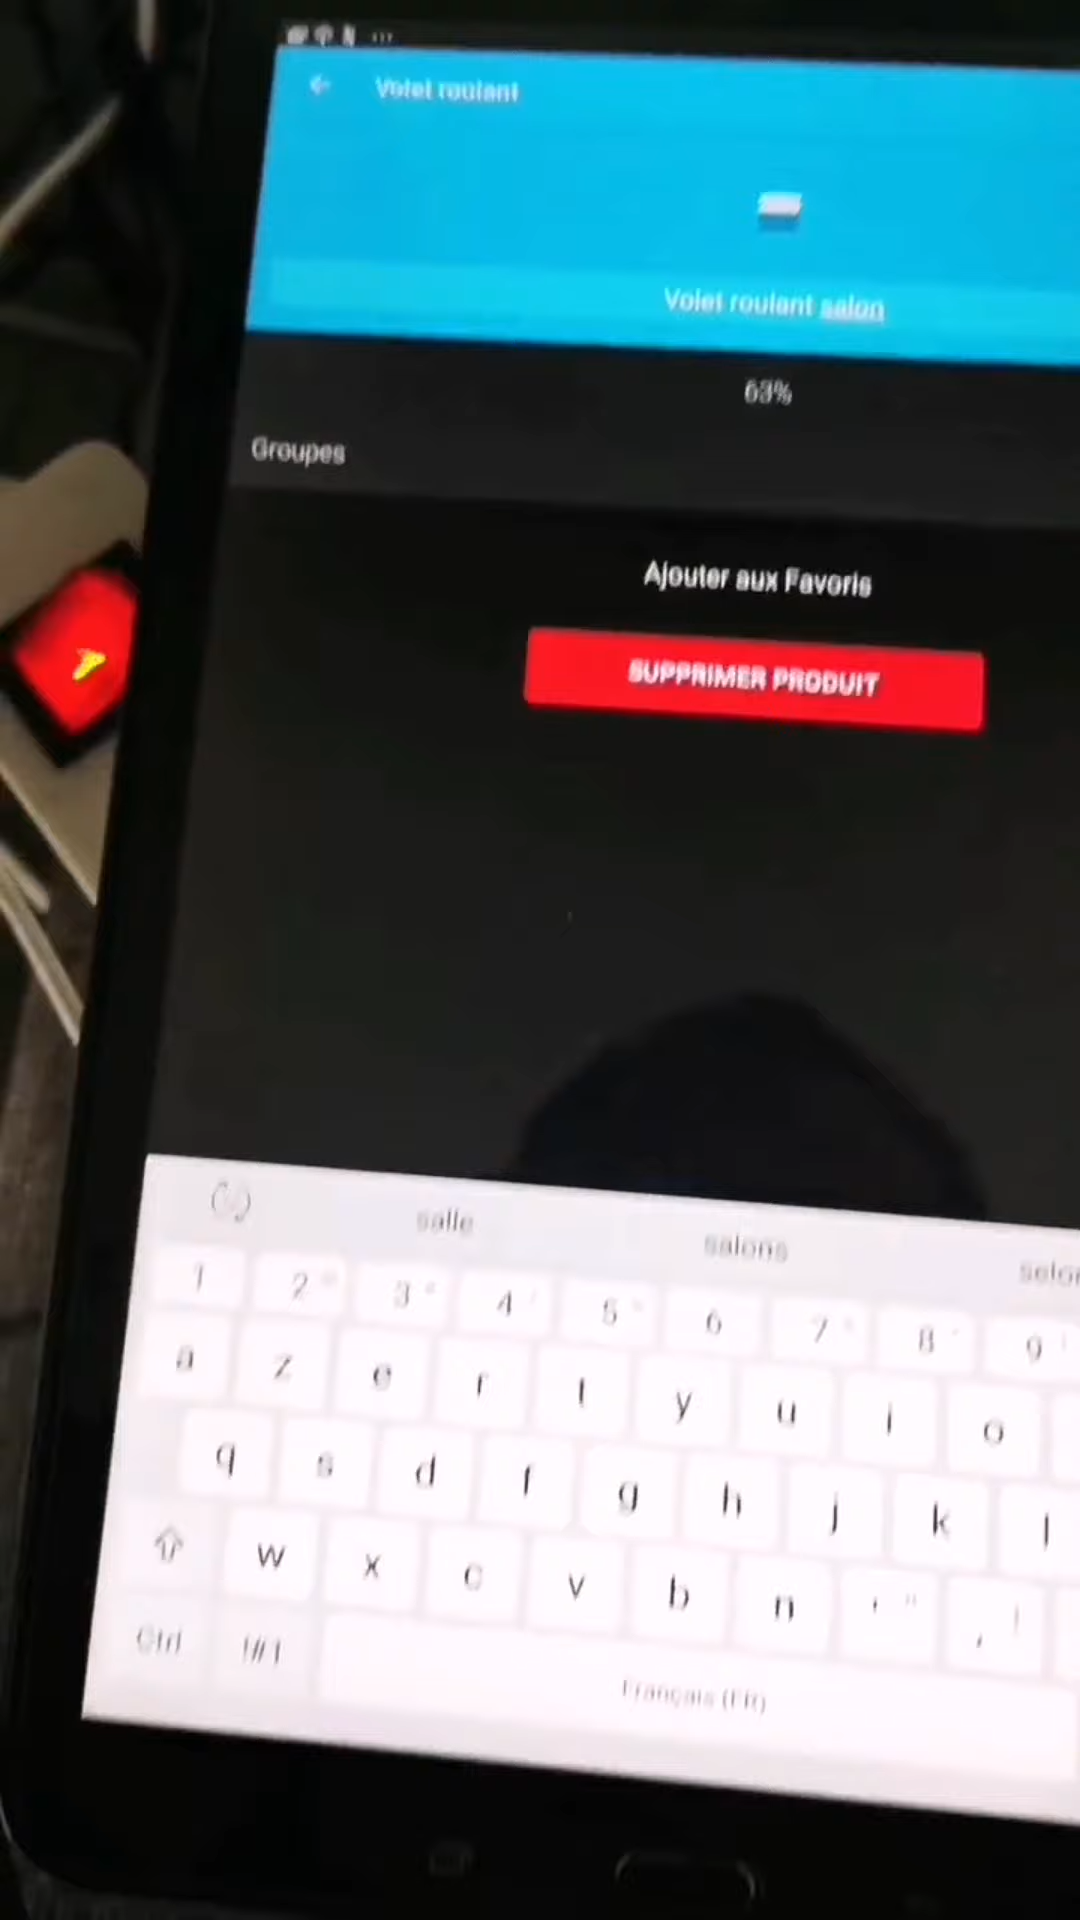 Volet roulant
Volet roulant salon
63%
Groupes
Ajouter aux Favoris
SUPPRIMER PRODUIT
salle salons
1 2 3 4 5 6 7 8 9
a z e r t y u i o
q s d f g h j k l
w x c v b n ' ,
Ctrl !#1 Français (FR)